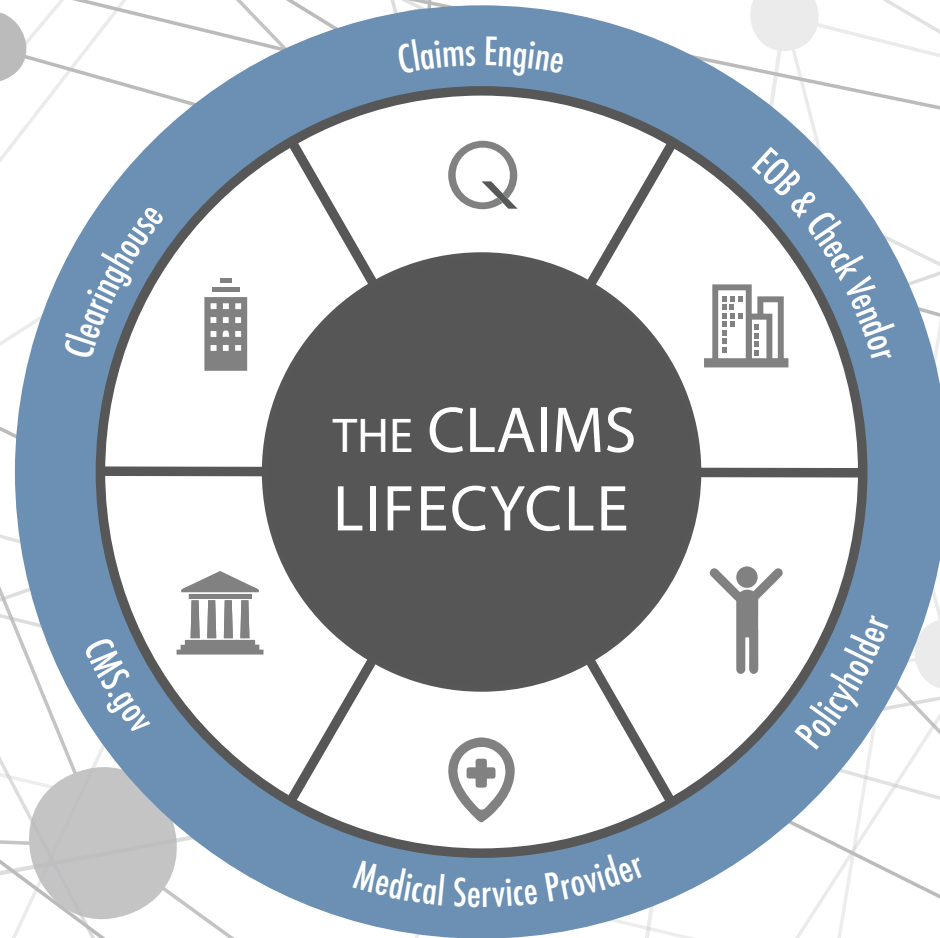 Claims Engine
EOB & Check Vendor
Policyholder
Medical Service Provider
CMS.gov
Clearinghouse
THE CLAIMS
LIFECYCLE